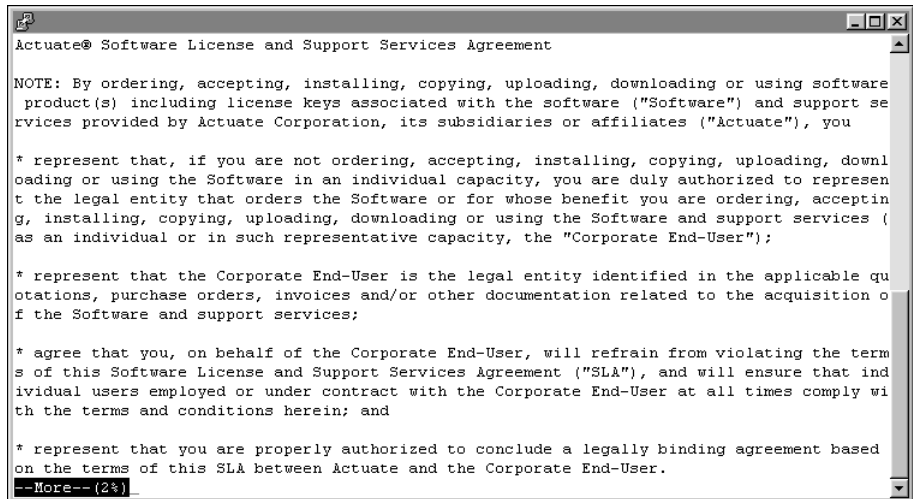 Actuate® Software License and Support Services Agreement
NOTE: By ordering, accepting, installing, copying, uploading, downloading or using software
 product(s) including license keys associated with the software ("Software") and support se
rvices provided by Actuate Corporation, its subsidiaries or affiliates ("Actuate"), you
* represent that, if you are not ordering, accepting, installing, copying, uploading, downl
oading or using the Software in an individual capacity, you are duly authorized to represen
t the legal entity that orders the Software or for whose benefit you are ordering, acceptin
g, installing, copying, uploading, downloading or using the Software and support services (
as an individual or in such representative capacity, the "Corporate End-User");
* represent that the Corporate End-User is the legal entity identified in the applicable qu
otations, purchase orders, invoices and/or other documentation related to the acquisition o
f the Software and support services;
* agree that you, on behalf of the Corporate End-User, will refrain from violating the term
s of this Software License and Support Services Agreement ("SLA"), and will ensure that ind
ividual users employed or under contract with the Corporate End-User at all times comply wi
th the terms and conditions herein; and
* represent that you are properly authorized to conclude a legally binding agreement based
on the terms of this SLA between Actuate and the Corporate End-User.
--More--(2%)